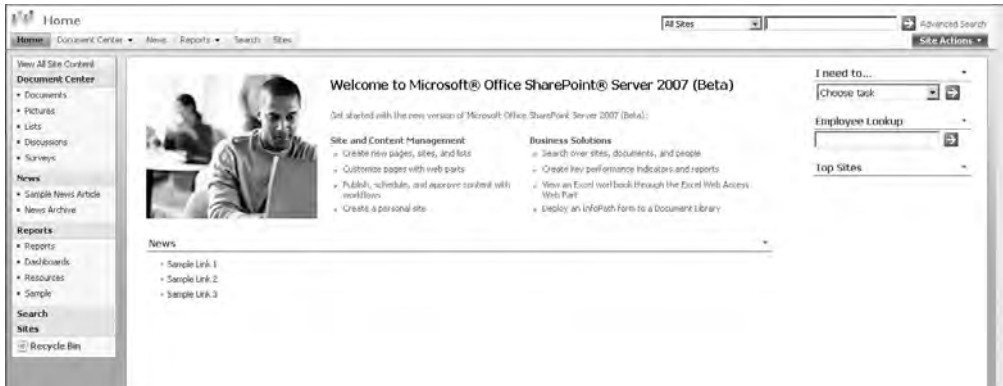 Home
All Sites
Advanced Search
Home Document Center News Reports Search Sites
Site Actions
View All Site Content
Document Center
Documents
Pictures
Lists
Discussions
Surveys
News
Sample News Article
News Archive
Reports
Reports
Dashboards
Resources
Sample
Search
Sites
Recycle Bin
Welcome to Microsoft® Office SharePoint® Server 2007 (Beta)
Get started with the new version of Microsoft Office SharePoint Server 2007 (Beta):
Site and Content Management
Create new pages, sites, and lists
Customize pages with web parts
Publish, schedule, and approve content with
workflows
Create a personal site
Business Solutions
Search over sites, documents, and people
Create key performance indicators and reports
View an Excel workbook through the Excel Web Access
Web Part
Deploy an InfoPath form to a Document Library
News
Sample Link 1
Sample Link 2
Sample Link 3
I need to...
Choose task
Employee Lookup
Top Sites